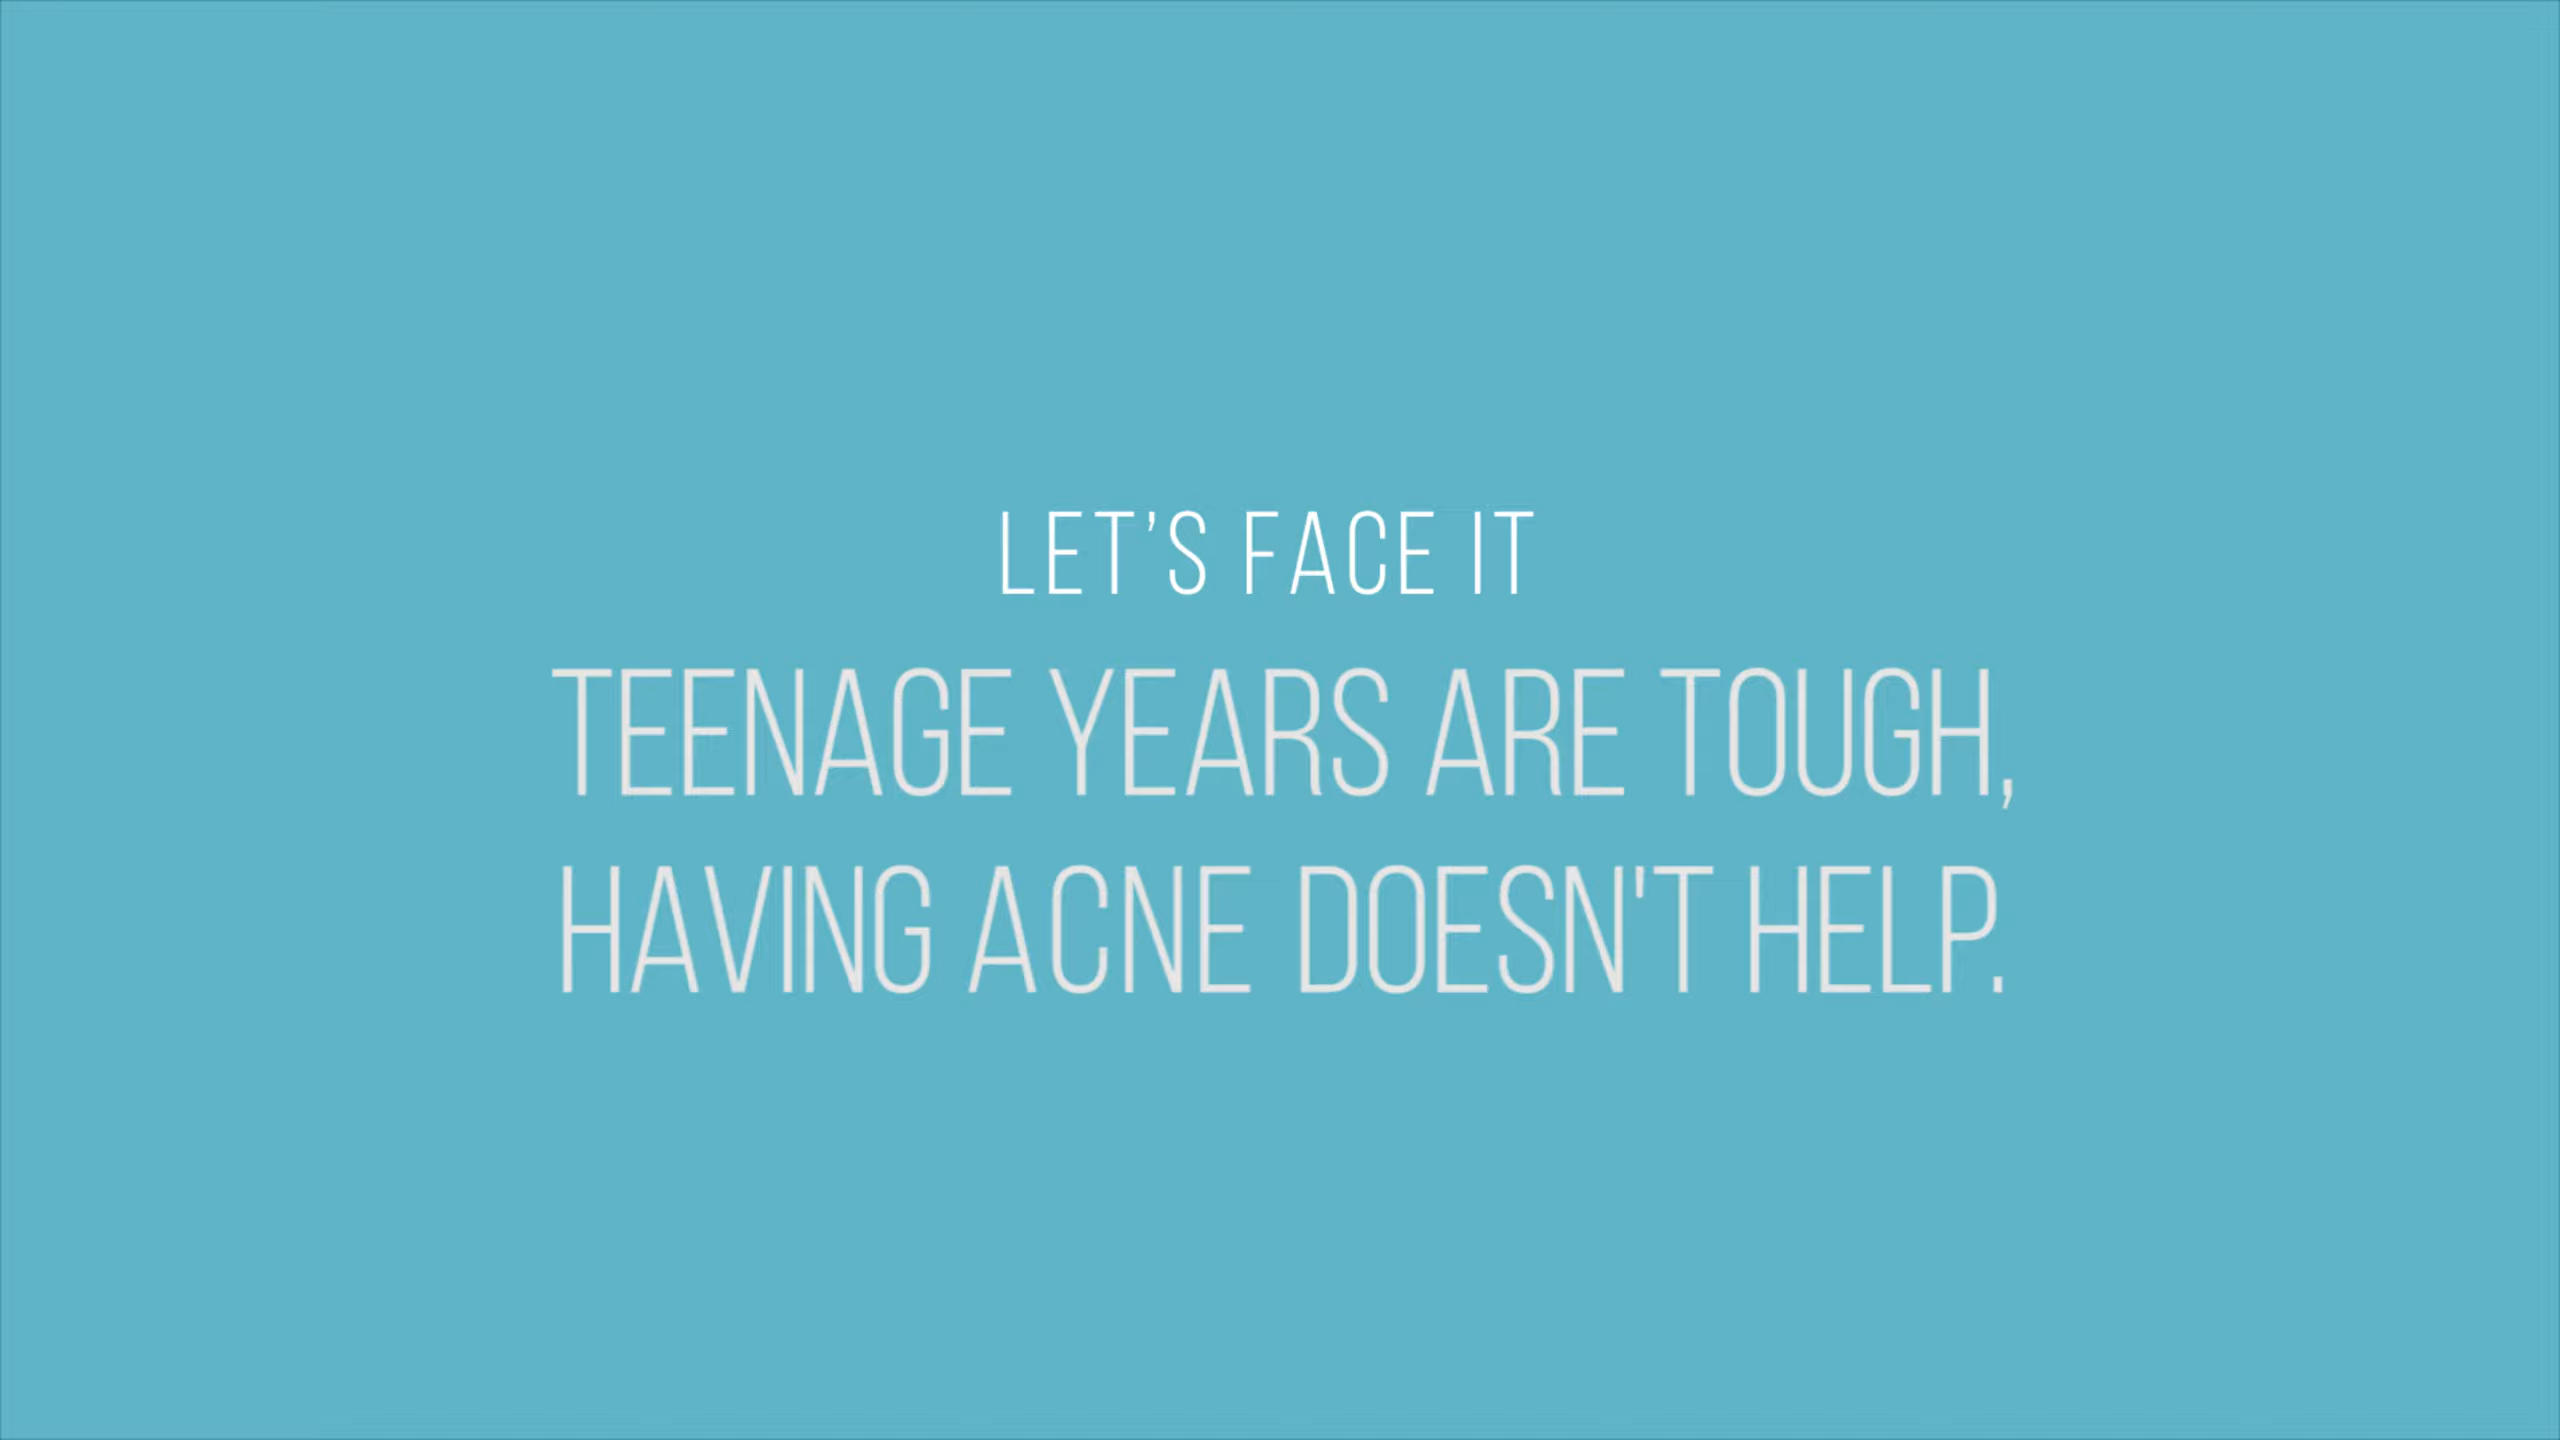 LET’S FACE IT
TEENAGE YEARS ARE TOUGH,
HAVING ACNE DOESN'T HELP.